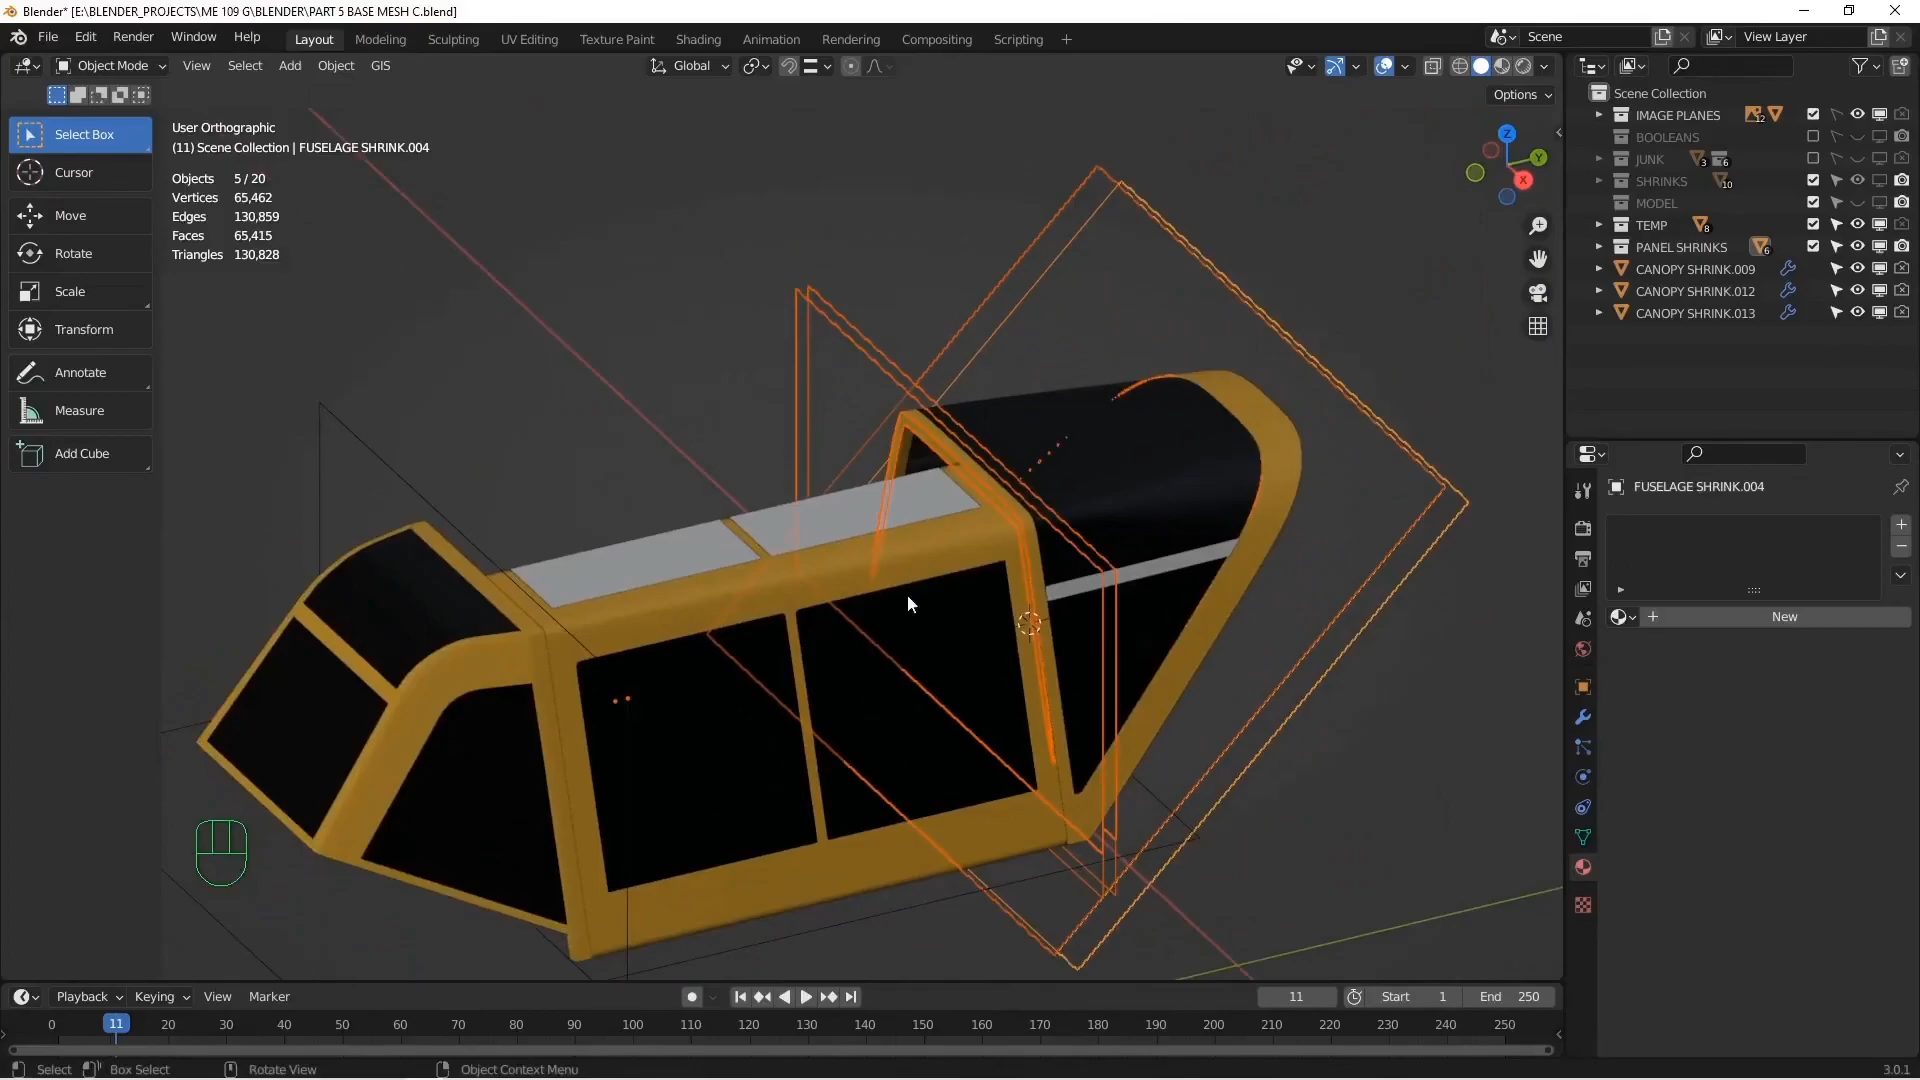 Blender* [E:\BLENDER_PROJECTS\ME 109 G\BLENDER\PART 5 BASE MESH C.blend]
File Edit Render Window Help Layout Modeling Sculpting UV Editing Texture Paint Shading Animation Rendering Compositing Scripting + Scene View Layer
Object Mode View Select Add Object GIS Global
Options
Select Box
Cursor
Move
Rotate
Scale
Transform
Annotate
Measure
Add Cube
User Orthographic
(11) Scene Collection | FUSELAGE SHRINK.004
Objects 5 / 20
Vertices 65,462
Edges 130,859
Faces 65,415
Triangles 130,828
Z
Y
X
Scene Collection
IMAGE PLANES 12
BOOLEANS
JUNK 3 6
SHRINKS 10
MODEL
TEMP 8
PANEL SHRINKS 6
CANOPY SHRINK.009
CANOPY SHRINK.012
CANOPY SHRINK.013
FUSELAGE SHRINK.004
+ New
Playback Keying View Marker 11 Start 1 End 250
0 11 20 30 40 50 60 70 80 90 100 110 120 130 140 150 160 170 180 190 200 210 220 230 240 250
Select Box Select Rotate View Object Context Menu 3.0.1